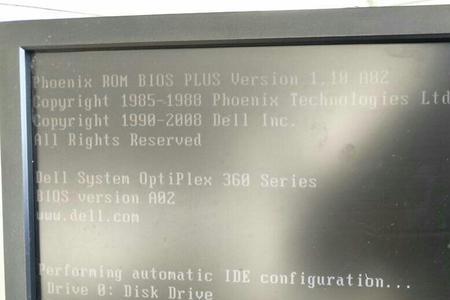 Phoenix ROM BIOS PLUS Version 1.10 A02
Copyright 1985-1988 Phoenix Technologies Ltd
Copyright 1990-2008 Dell Inc.
All Rights Reserved
Dell System OptiPlex 360 Series
BIOS version A02
www.dell.com
Performing automatic IDE configuration...
Drive 0: Disk Drive